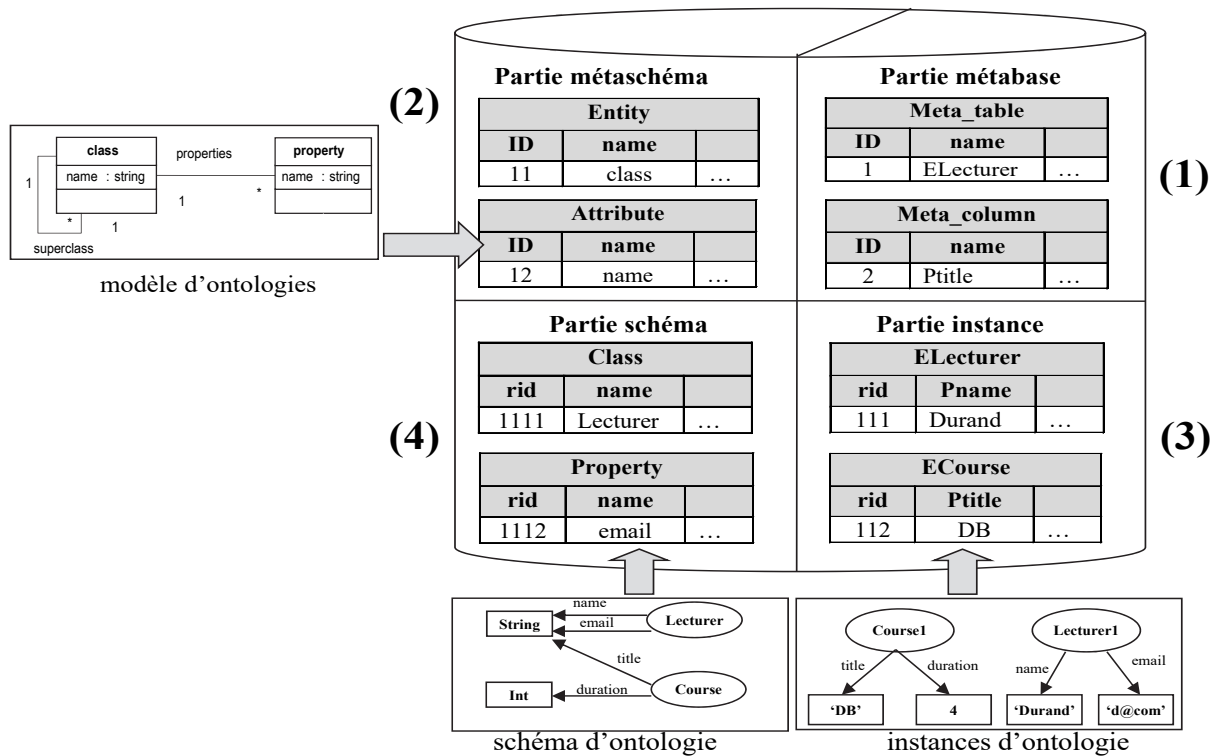 Partie métaschéma
Partie métabase
(2)
Entity
ID name
11 class …
Attribute
ID name
12 name …
Meta_table
ID name
1 ELecturer …
Meta_column
ID name
2 Ptitle …
(1)
class
name : string
properties
property
name : string
1
1
*
*
1
superclass
modèle d'ontologies
Partie schéma
Partie instance
(4)
Class
rid name
1111 Lecturer …
Property
rid name
1112 email …
ELecturer
rid Pname
111 Durand …
ECourse
rid Ptitle
112 DB …
(3)
String
name
email
Lecturer
title
Int
duration
Course
schéma d'ontologie
Course1
Lecturer1
title
duration
name
email
'DB'
4
'Durand'
'd@com'
instances d'ontologie